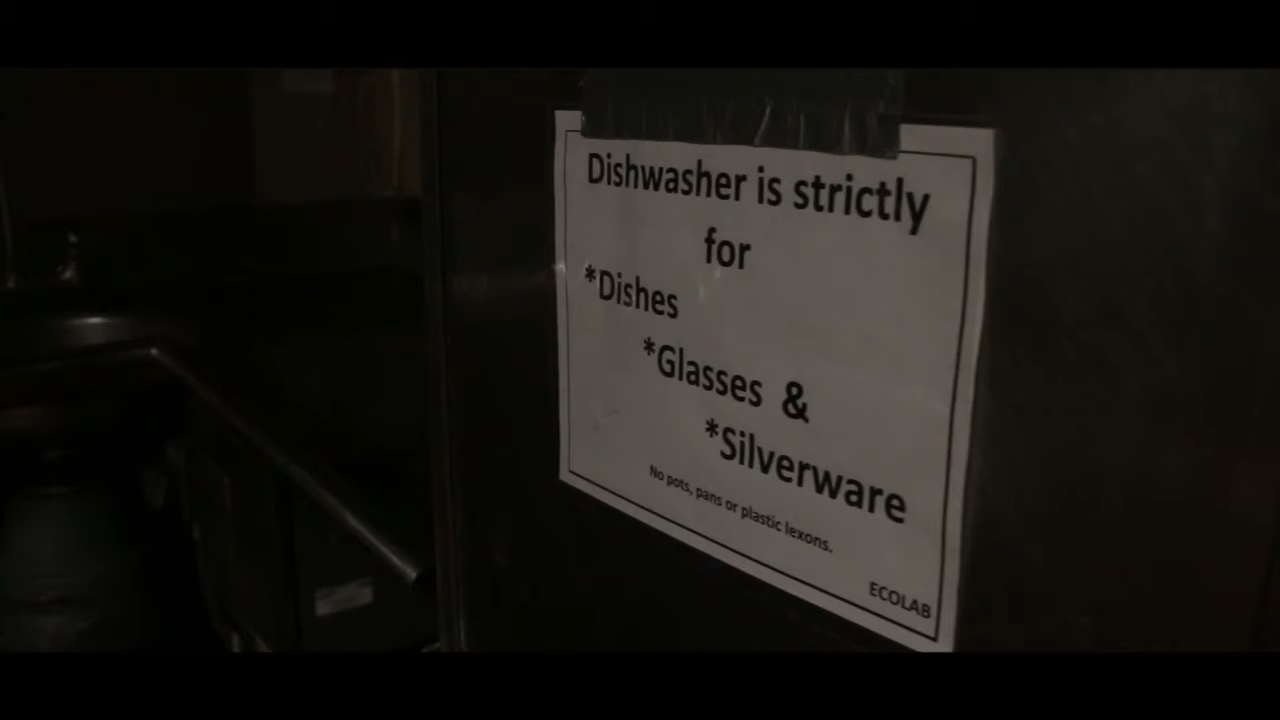 Dishwasher is strictly
for
*Dishes
*Glasses &
*Silverware
No pots, pans or plastic lexons.
ECOLAB